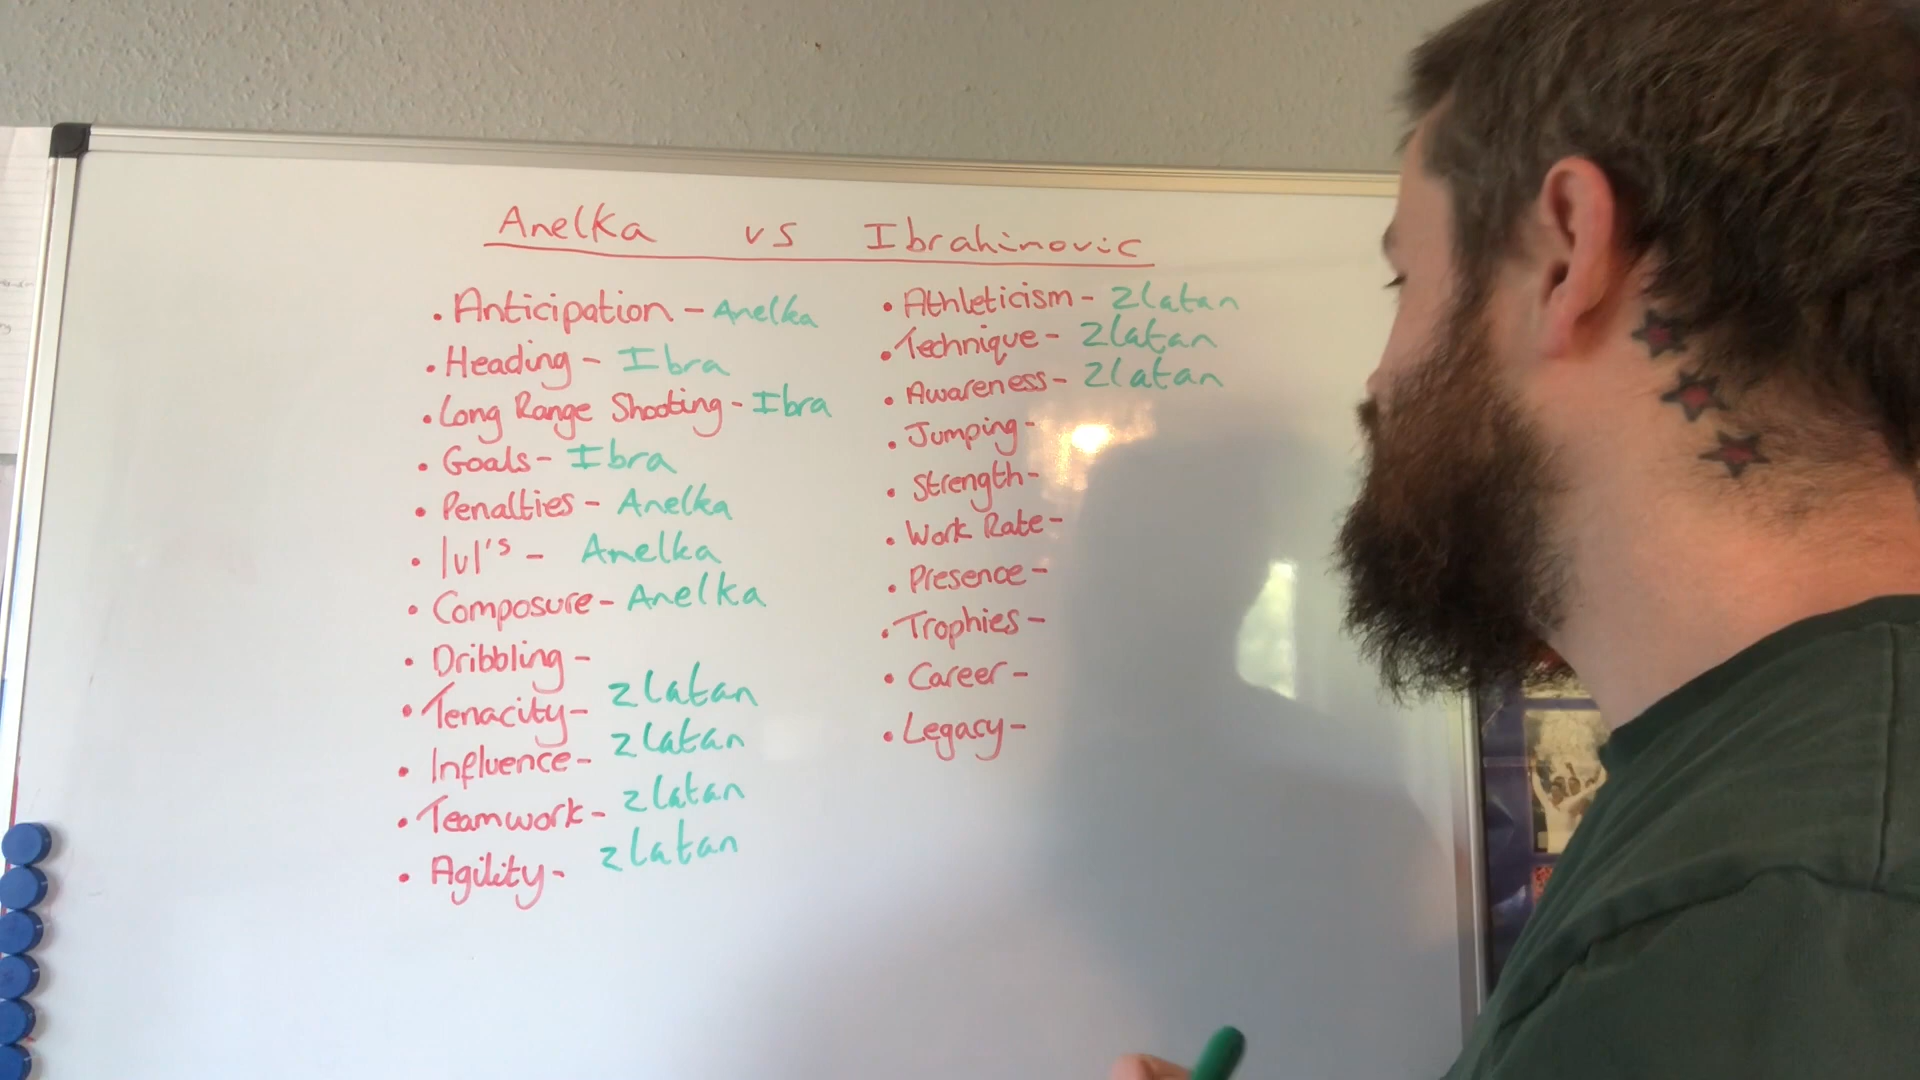 Anelka vs Ibrahinovic
• Anticipation - Anelka
• Heading - Ibra
• Long Range Shooting - Ibra
• Goals - Ibra
• Penalties - Anelka
• 1v1's - Anelka
• Composure - Anelka
• Dribbling -
• Tenacity - Zlatan
• Influence - Zlatan
• Teamwork - Zlatan
• Agility - Zlatan
• Athleticism - Zlatan
• Technique - Zlatan
• Awareness - Zlatan
• Jumping -
• Strength -
• Work Rate -
• Presence -
• Trophies -
• Career -
• Legacy -